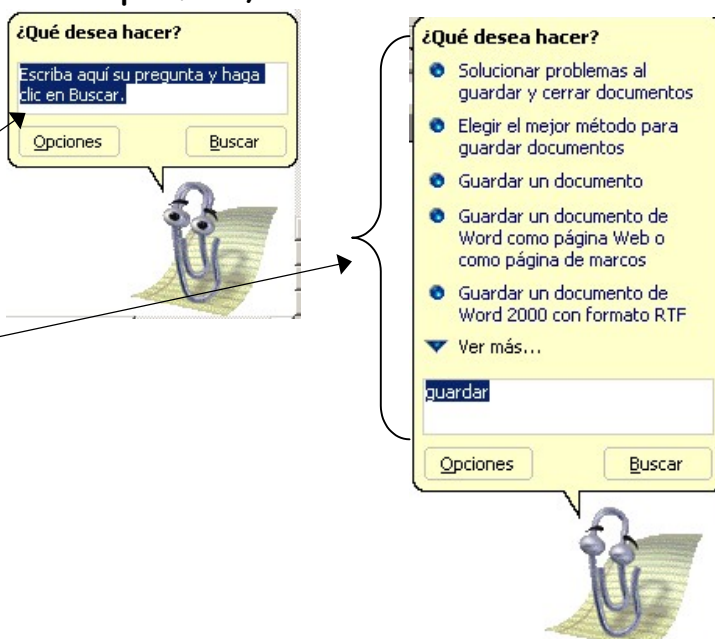 ¿Qué desea hacer?
Escriba aquí su pregunta y haga
clic en Buscar.
Opciones
Buscar
¿Qué desea hacer?
Solucionar problemas al
guardar y cerrar documentos
Elegir el mejor método para
guardar documentos
Guardar un documento
Guardar un documento de
Word como página Web o
como página de marcos
Guardar un documento de
Word 2000 con formato RTF
Ver más...
guardar
Opciones
Buscar